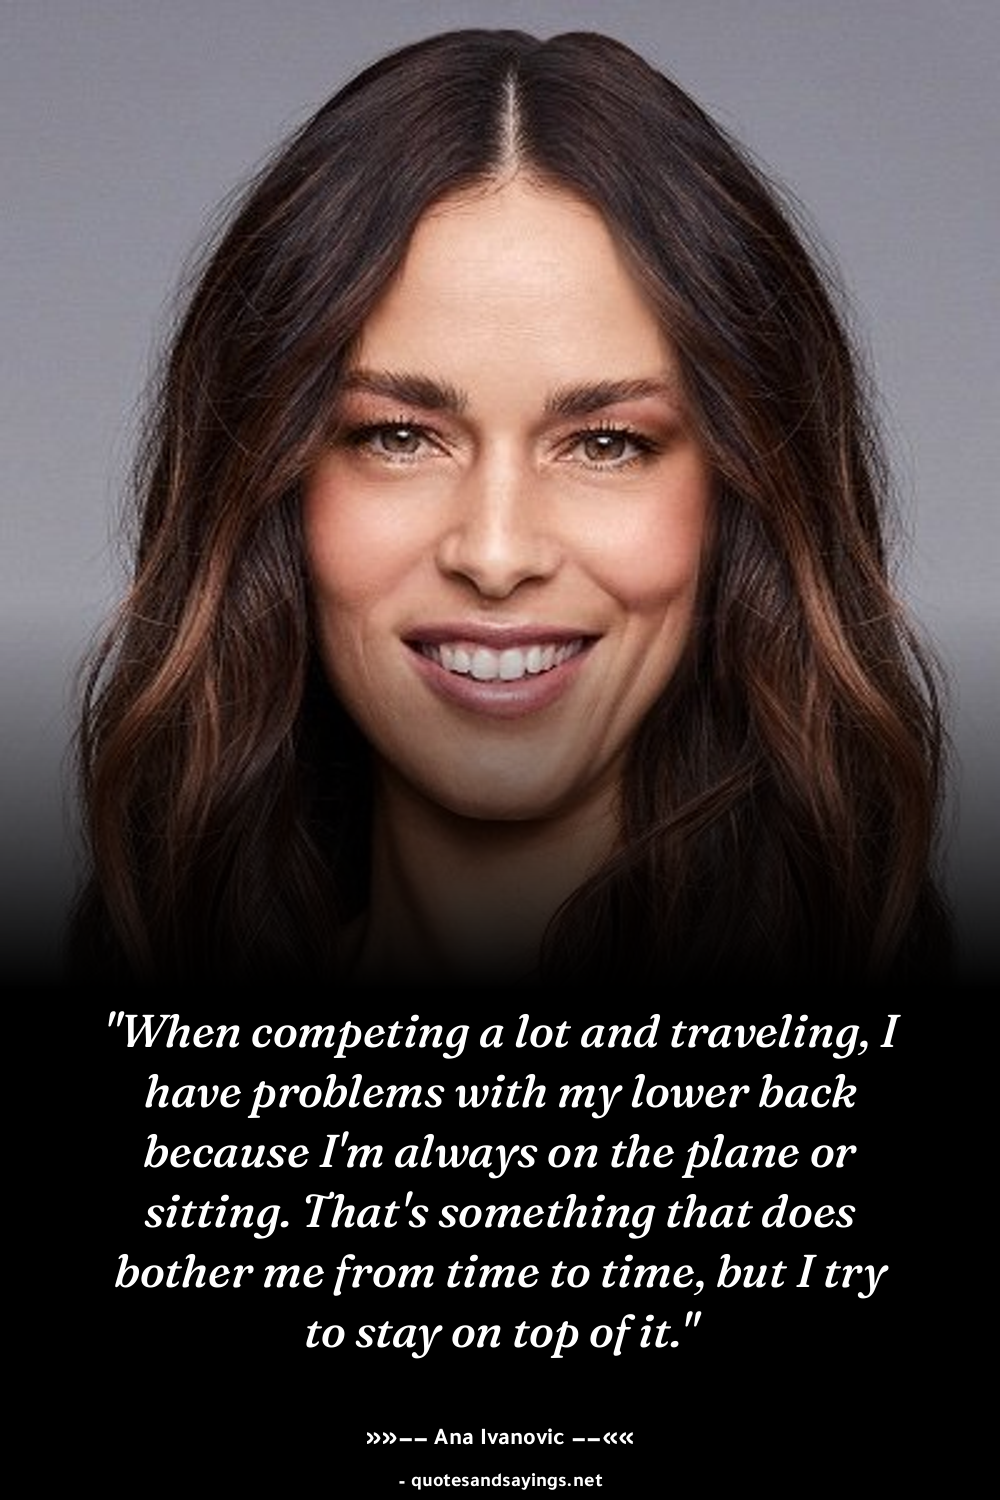 "When competing a lot and traveling, I
have problems with my lower back
because I'm always on the plane or
sitting. That's something that does
bother me from time to time, but I try
to stay on top of it."
»»–– Ana Ivanovic ––««
- quotesandsayings.net